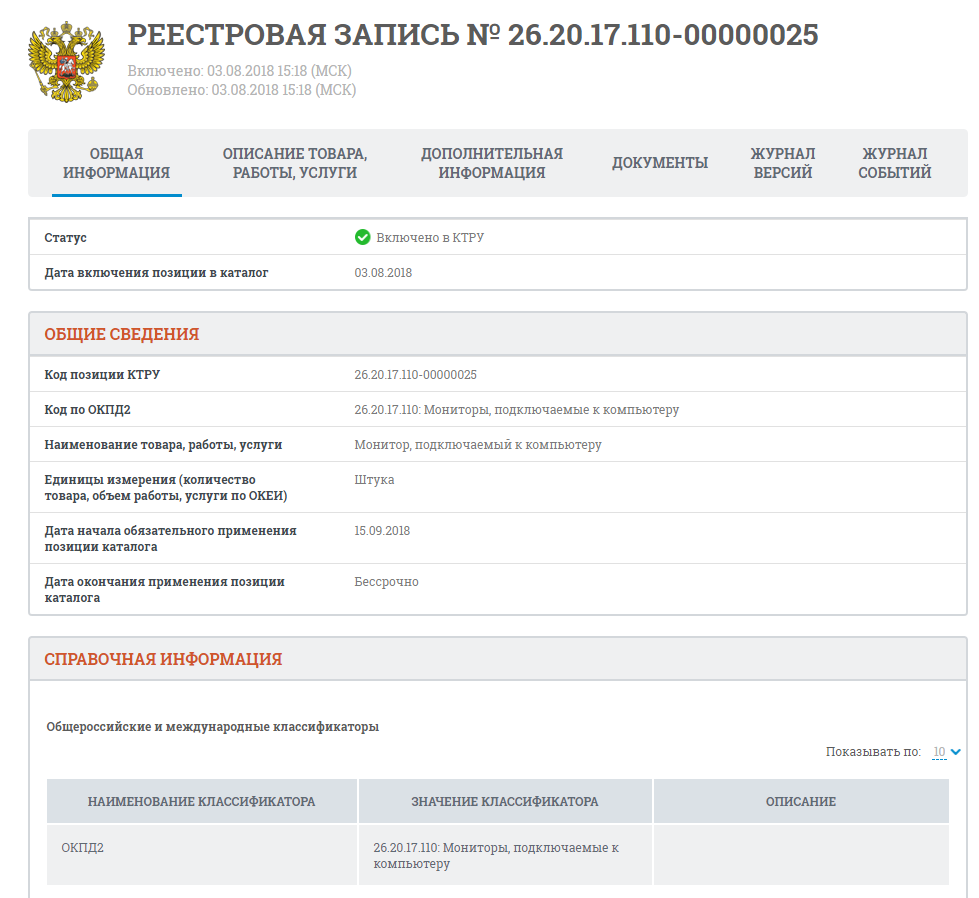 РЕЕСТРОВАЯ ЗАПИСЬ № 26.20.17.110-00000025
Включено: 03.08.2018 15:18 (МСК)
Обновлено: 03.08.2018 15:18 (МСК)
ОБЩАЯ ИНФОРМАЦИЯ
ОПИСАНИЕ ТОВАРА, РАБОТЫ, УСЛУГИ
ДОПОЛНИТЕЛЬНАЯ ИНФОРМАЦИЯ
ДОКУМЕНТЫ
ЖУРНАЛ ВЕРСИЙ
ЖУРНАЛ СОБЫТИЙ
Статус Включено в КТРУ
Дата включения позиции в каталог 03.08.2018
ОБЩИЕ СВЕДЕНИЯ
Код позиции КТРУ 26.20.17.110-00000025
Код по ОКПД2 26.20.17.110: Мониторы, подключаемые к компьютеру
Наименование товара, работы, услуги Монитор, подключаемый к компьютеру
Единицы измерения (количество Штука
товара, объем работы, услуги по ОКЕИ)
Дата начала обязательного применения 15.09.2018
позиции каталога
Дата окончания применения позиции Бессрочно
каталога
СПРАВОЧНАЯ ИНФОРМАЦИЯ
Общероссийские и международные классификаторы
Показывать по: 10
НАИМЕНОВАНИЕ КЛАССИФИКАТОРА ЗНАЧЕНИЕ КЛАССИФИКАТОРА ОПИСАНИЕ
ОКПД2 26.20.17.110: Мониторы, подключаемые к
компьютеру